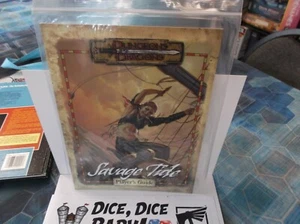 DUNGEONS
DRAGONS
Savage Tide
Player's Guide
DICE, DICE
BABY!